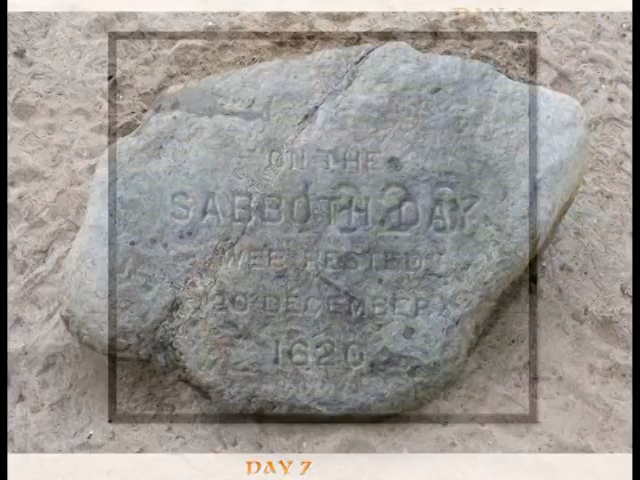 ON THE
SABBOTH DAY
WEE RESTED
20 DECEMBER
1620
DAY 7